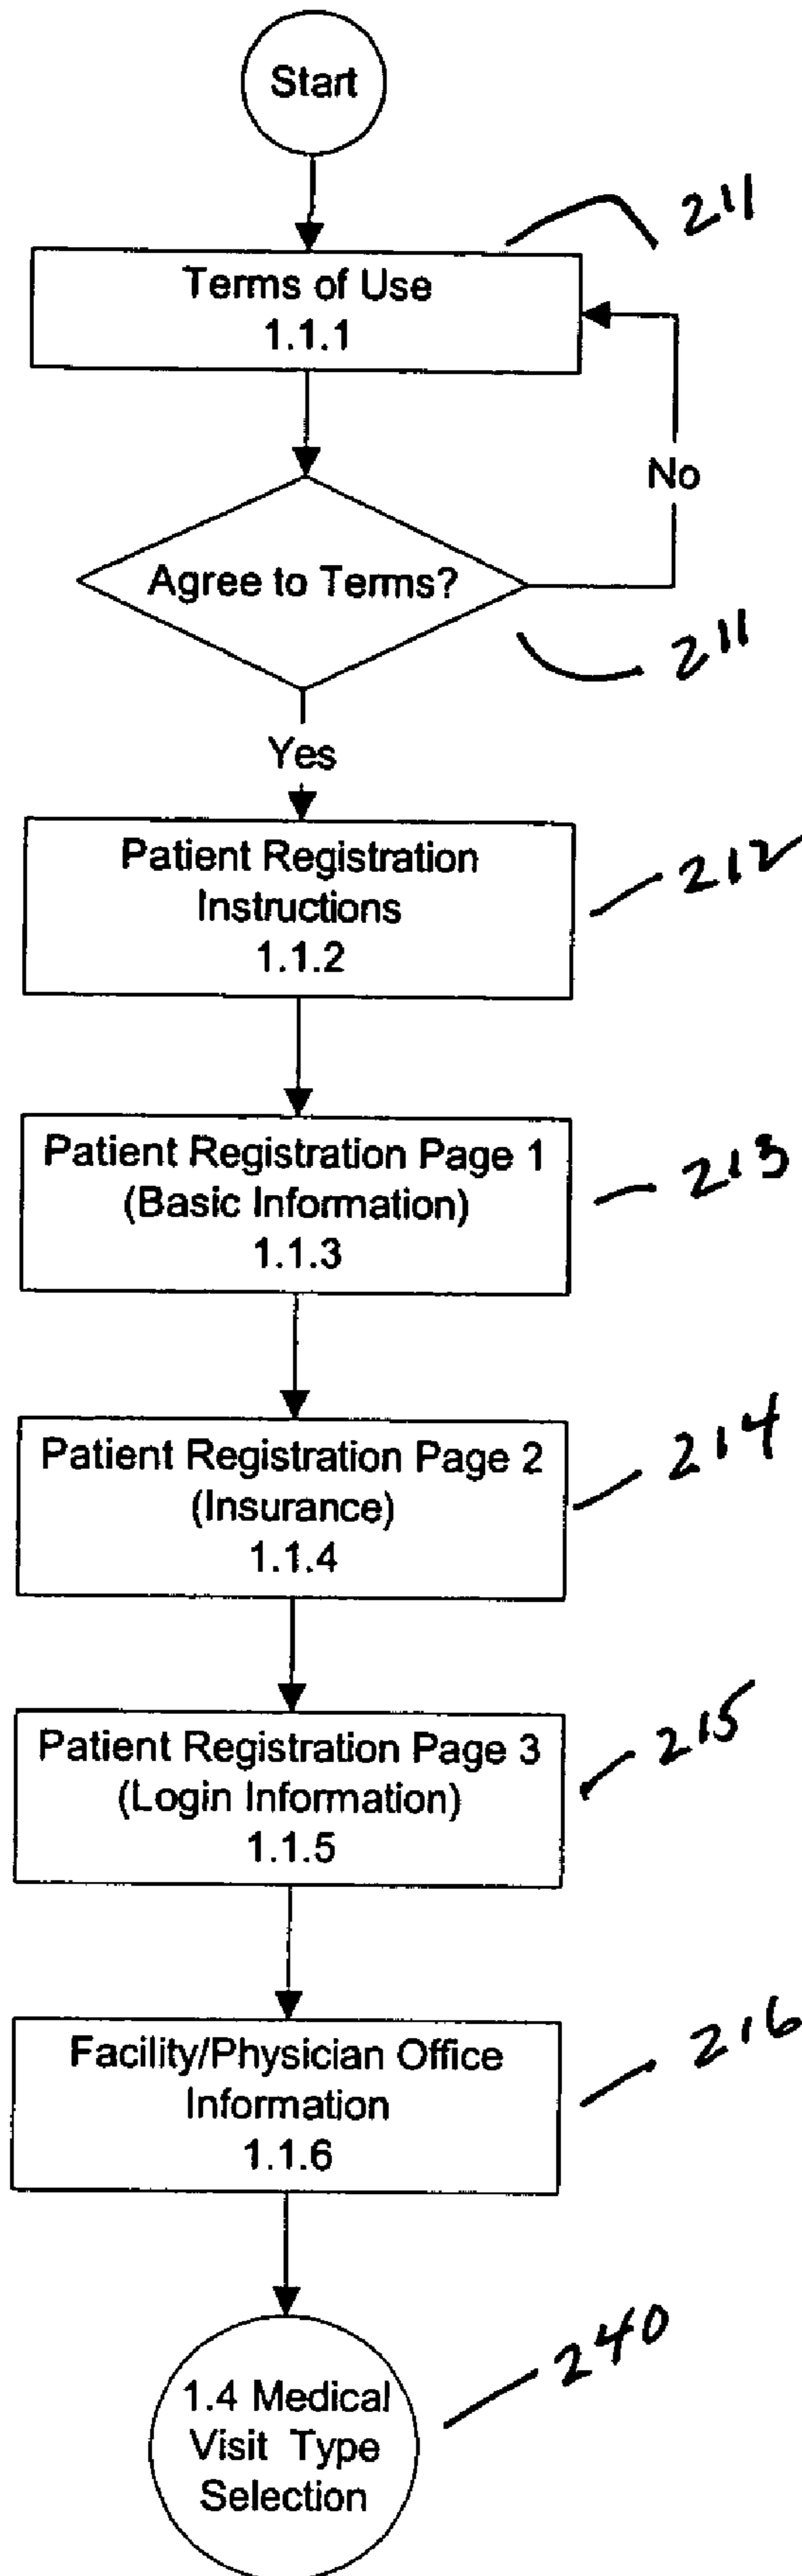 Start
211
Terms of Use
1.1.1
No
Agree to Terms?
211
Yes
Patient Registration
Instructions
1.1.2
212
Patient Registration Page 1
(Basic Information)
1.1.3
213
Patient Registration Page 2
(Insurance)
1.1.4
214
Patient Registration Page 3
(Login Information)
1.1.5
215
Facility/Physician Office
Information
1.1.6
216
1.4 Medical
Visit Type
Selection
240